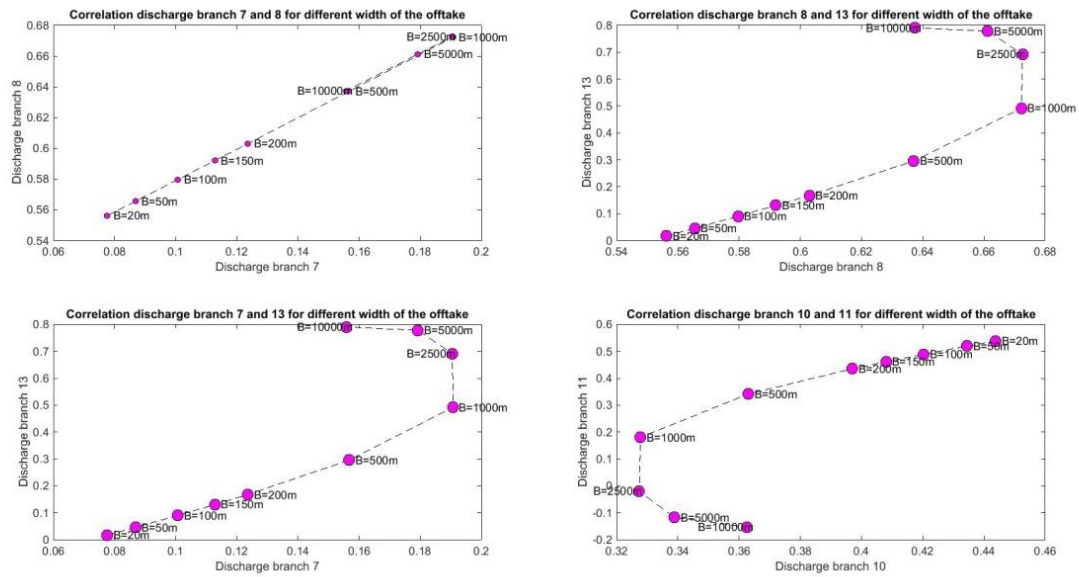 Correlation discharge branch 7 and 8 for different width of the offtake
0.68
0.66
0.64
0.62
0.6
0.58
0.56
0.54
Discharge branch 8
B=2500m
B=1000m
B=5000m
B=10000m
B=500m
B=200m
B=150m
B=100m
B=50m
B=20m
0.06 0.08 0.1 0.12 0.14 0.16 0.18 0.2
Discharge branch 7
Correlation discharge branch 8 and 13 for different width of the offtake
0.8
0.7
0.6
0.5
0.4
0.3
0.2
0.1
0
Discharge branch 13
B=10000m
B=5000m
B=2500m
B=1000m
B=500m
B=200m
B=150m
B=100m
B=50m
B=20m
0.54 0.56 0.58 0.6 0.62 0.64 0.66 0.68
Discharge branch 8
Correlation discharge branch 7 and 13 for different width of the offtake
0.8
0.7
0.6
0.5
0.4
0.3
0.2
0.1
0
Discharge branch 13
B=10000m
B=5000m
B=2500m
B=1000m
B=500m
B=200m
B=150m
B=100m
B=50m
B=20m
0.06 0.08 0.1 0.12 0.14 0.16 0.18 0.2
Discharge branch 7
Correlation discharge branch 10 and 11 for different width of the offtake
0.6
0.5
0.4
0.3
0.2
0.1
0
-0.1
-0.2
Discharge branch 11
B=20m
B=50m
B=100m
B=150m
B=200m
B=500m
B=1000m
B=2500m
B=5000m
B=10000m
0.32 0.34 0.36 0.38 0.4 0.42 0.44 0.46
Discharge branch 10